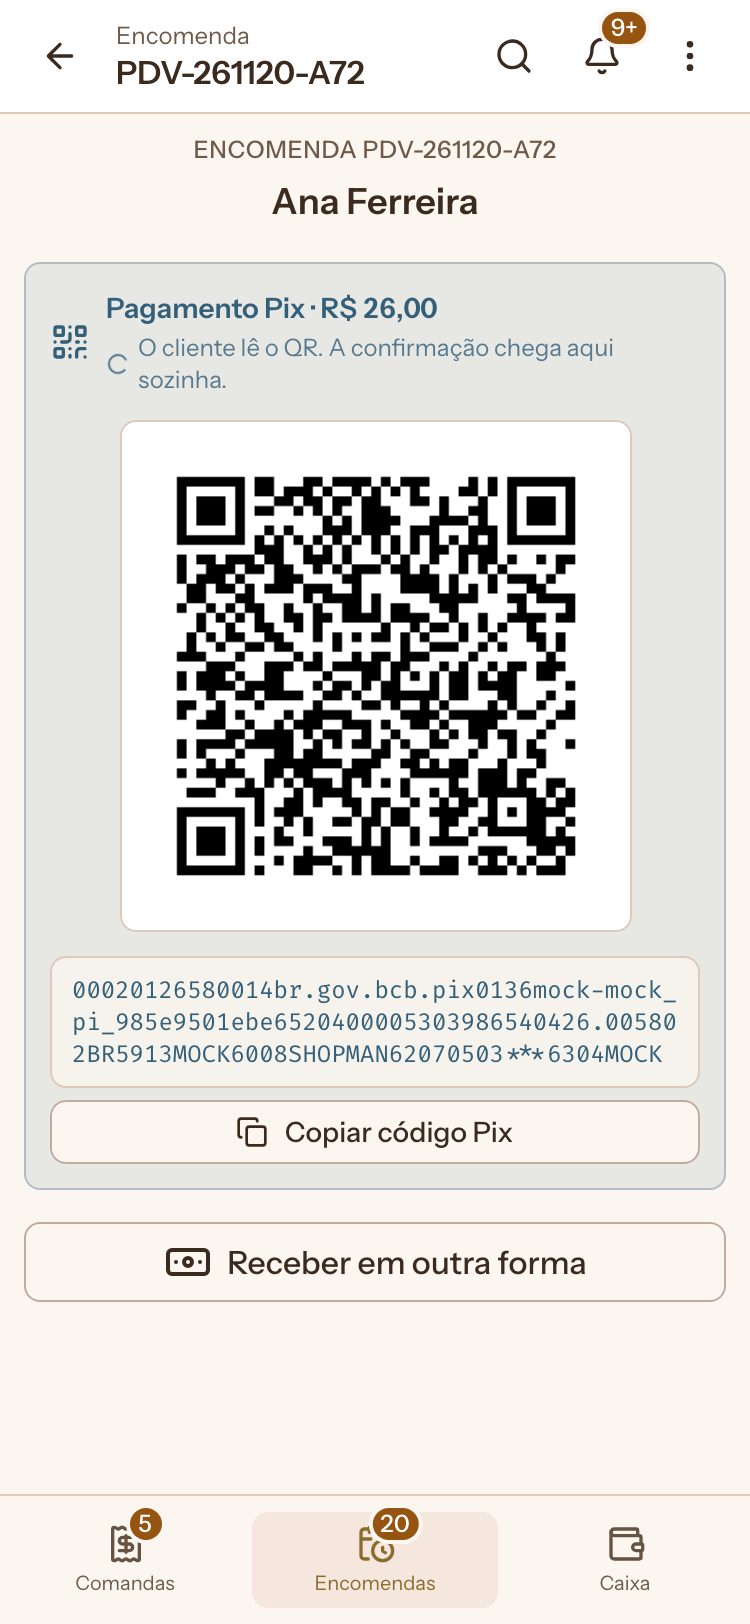 Encomenda
PDV-261120-A72
9+
ENCOMENDA PDV-261120-A72
Ana Ferreira
Pagamento Pix · R$ 26,00
O cliente lê o QR. A confirmação chega aqui
sozinha.
00020126580014br.gov.bcb.pix0136mock-mock_
pi_985e9501ebe6520400005303986540426.00580
2BR5913MOCK6008SHOPMAN62070503***6304MOCK
Copiar código Pix
Receber em outra forma
5
Comandas
20
Encomendas
Caixa